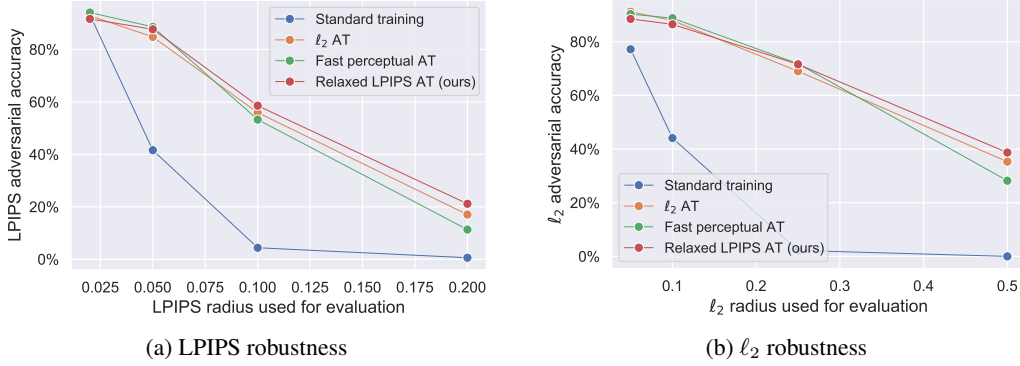 LPIPS adversarial accuracy
80%
60%
40%
20%
0%
Standard training
ℓ2 AT
Fast perceptual AT
Relaxed LPIPS AT (ours)
0.025 0.050 0.075 0.100 0.125 0.150 0.175 0.200
LPIPS radius used for evaluation
(a) LPIPS robustness
ℓ2 adversarial accuracy
80%
60%
40%
20%
0%
Standard training
ℓ2 AT
Fast perceptual AT
Relaxed LPIPS AT (ours)
0.1 0.2 0.3 0.4 0.5
ℓ2 radius used for evaluation
(b) ℓ2 robustness